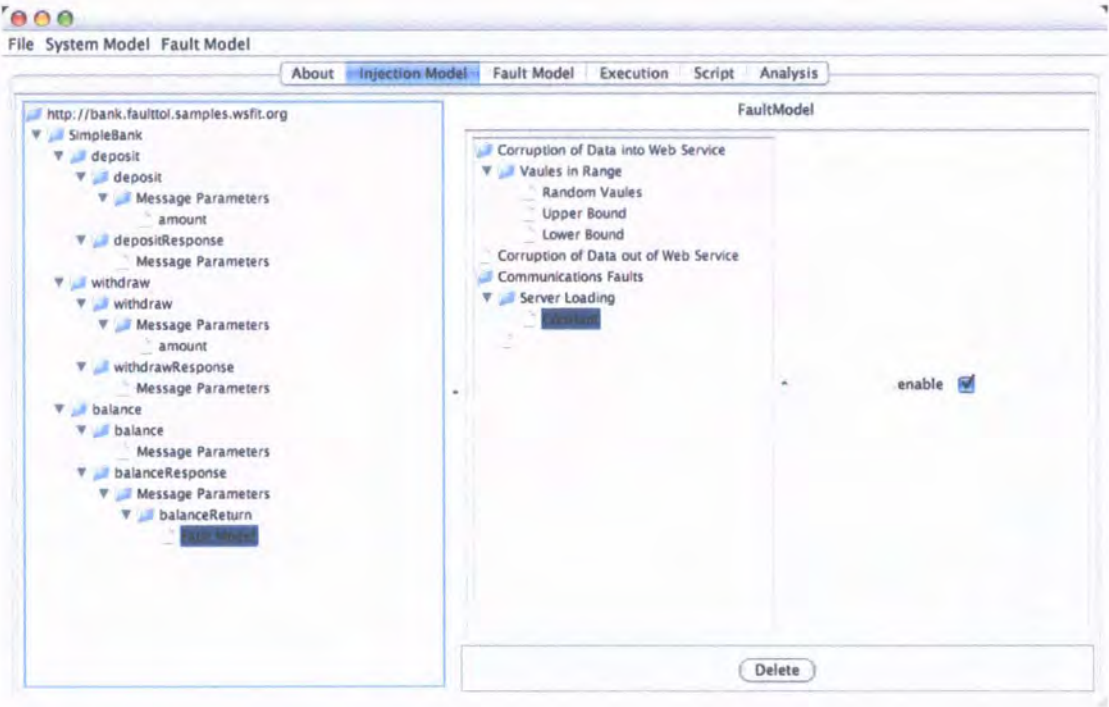 File System Model Fault Model
About Injection Model Fault Model Execution Script Analysis
http://bank.faulttol.samples.wsfit.org
SimpleBank
deposit
deposit
Message Parameters
amount
depositResponse
Message Parameters
withdraw
withdraw
Message Parameters
amount
withdrawResponse
Message Parameters
balance
balance
Message Parameters
balanceResponse
Message Parameters
balanceReturn
Fault Model
FaultModel
Corruption of Data into Web Service
Vaules in Range
Random Vaules
Upper Bound
Lower Bound
Corruption of Data out of Web Service
Communications Faults
Server Loading
Constant
enable
Delete